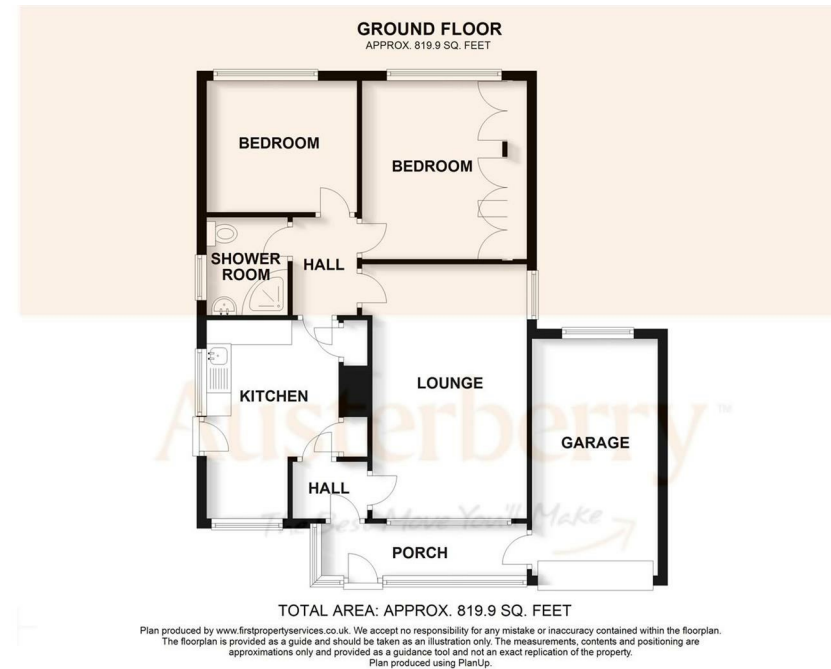 GROUND FLOOR
APPROX. 819.9 SQ. FEET
BEDROOM
BEDROOM
SHOWER
ROOM
HALL
KITCHEN
LOUNGE
Austerberry™
GARAGE
HALL
The Best Move You'll Make
PORCH
TOTAL AREA: APPROX. 819.9 SQ. FEET
Plan produced by www.firstpropertyservices.co.uk. We accept no responsibility for any mistake or inaccuracy contained within the floorplan.
The floorplan is provided as a guide and should be taken as an illustration only. The measurements, contents and positioning are
approximations only and provided as a guidance tool and not an exact replication of the property.
Plan produced using PlanUp.